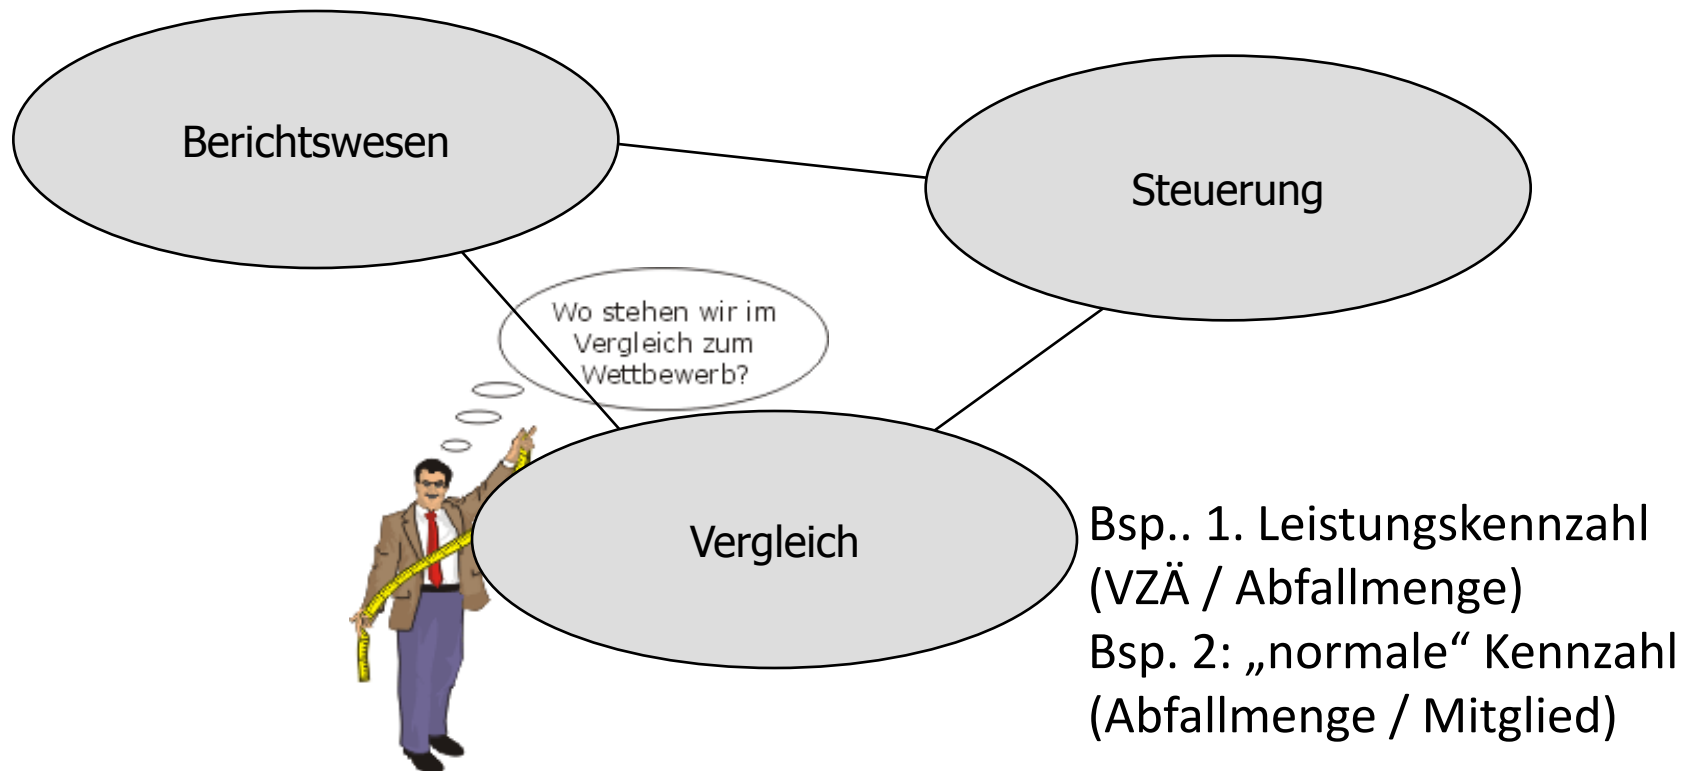 Berichtswesen
Steuerung
Wo stehen wir im
Vergleich zum
Wettbewerb?
Vergleich
Bsp.. 1. Leistungskennzahl
(VZÄ / Abfallmenge)
Bsp. 2: „normale“ Kennzahl
(Abfallmenge / Mitglied)